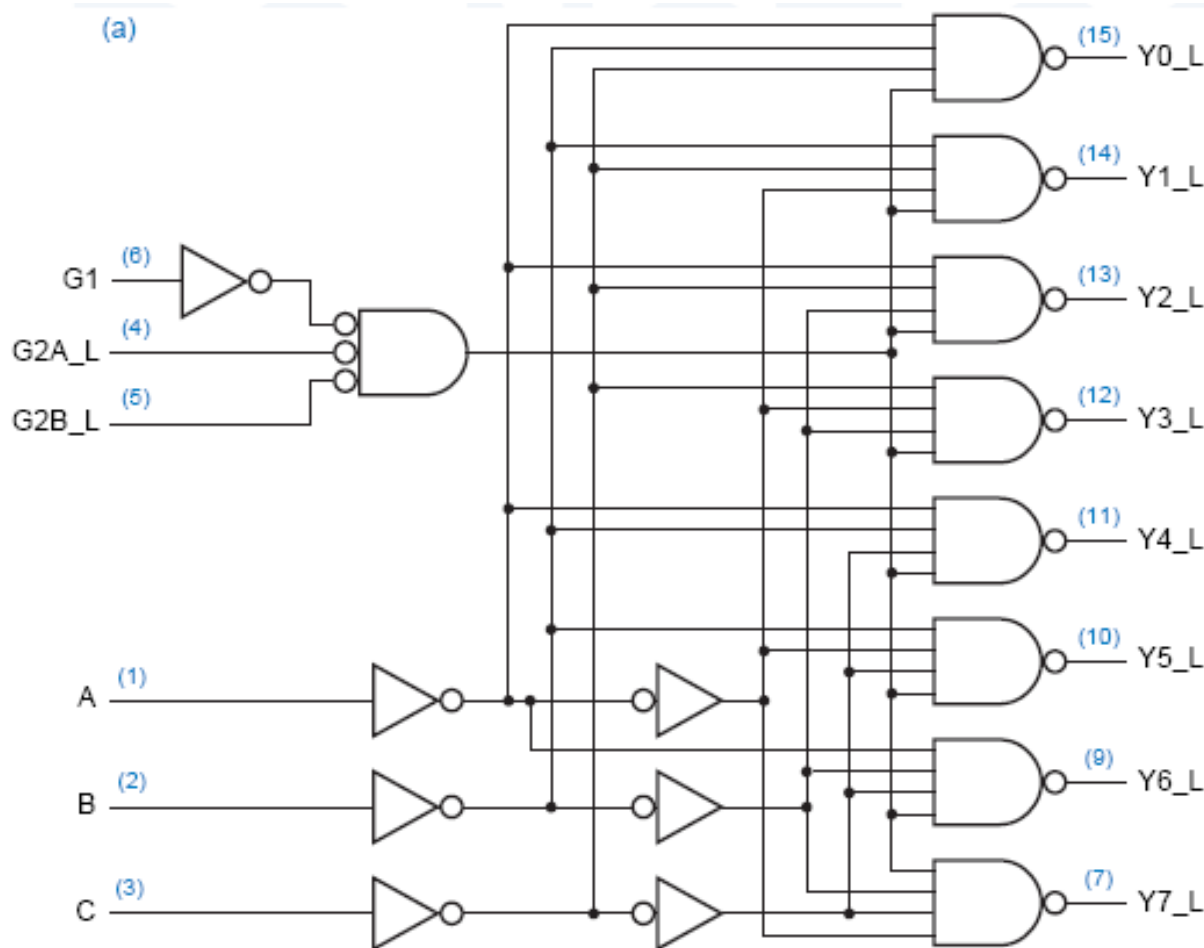 (a)
(15) Y0_L
(14) Y1_L
(6)
G1
(13) Y2_L
(4)
G2A_L
(5)
G2B_L
(12) Y3_L
(11) Y4_L
(10) Y5_L
(1)
A
(9) Y6_L
(2)
B
(3)
C
(7) Y7_L